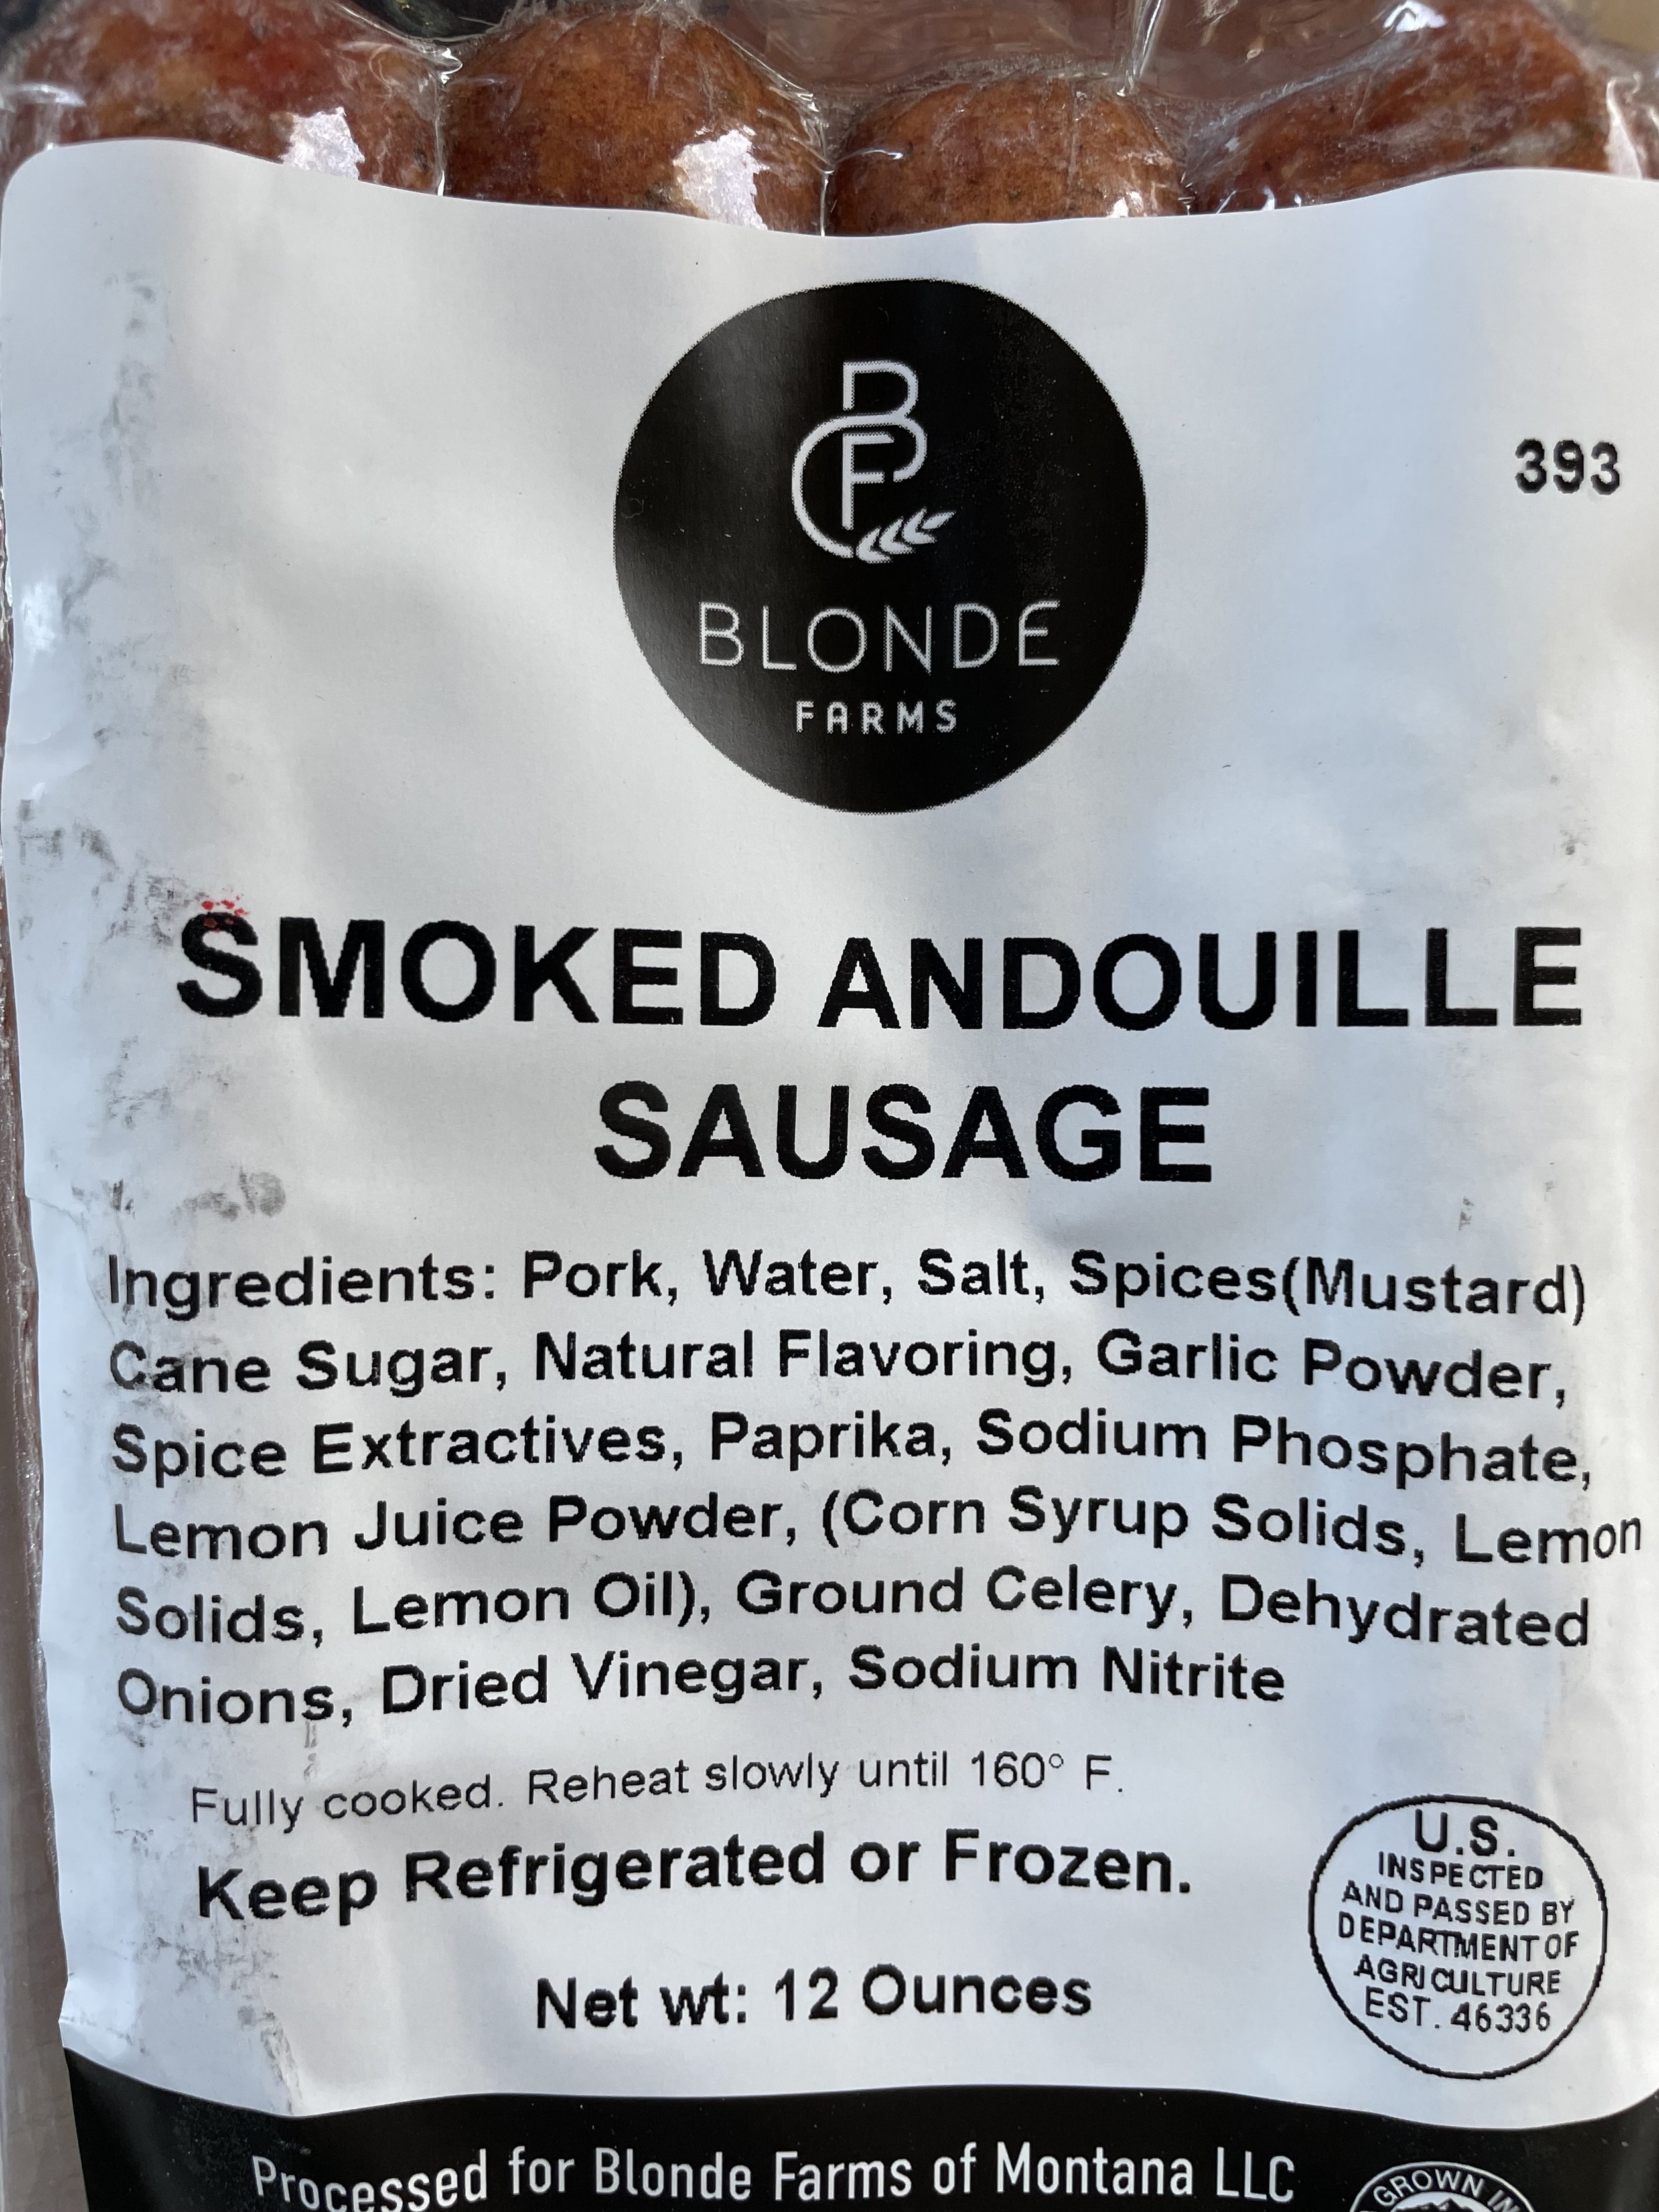 BF
BLONDE
FARMS
393
SMOKED ANDOUILLE
SAUSAGE
Ingredients: Pork, Water, Salt, Spices(Mustard)
Cane Sugar, Natural Flavoring, Garlic Powder,
Spice Extractives, Paprika, Sodium Phosphate,
Lemon Juice Powder, (Corn Syrup Solids, Lemon
Solids, Lemon Oil), Ground Celery, Dehydrated
Onions, Dried Vinegar, Sodium Nitrite
Fully cooked. Reheat slowly until 160° F.
Keep Refrigerated or Frozen.
Net wt: 12 Ounces
U.S.
INSPECTED
AND PASSED BY
DEPARTMENT OF
AGRICULTURE
EST. 46336
Processed for Blonde Farms of Montana LLC
GROWN IN